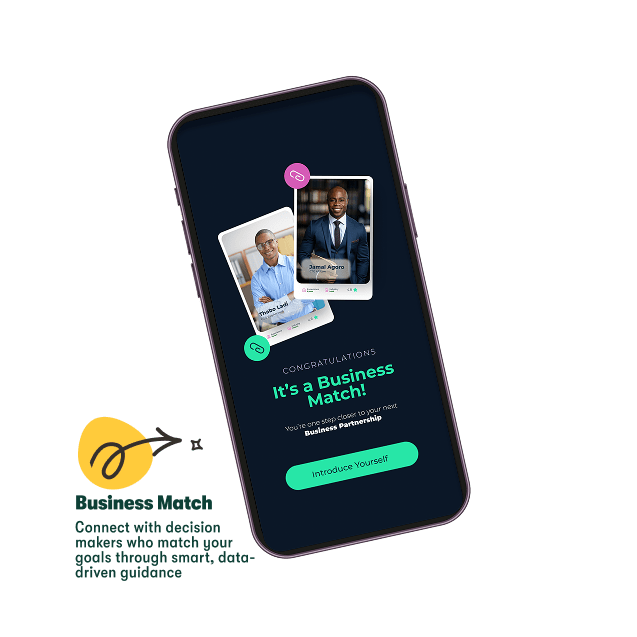 Jamal Agoro
Thabo Ladi
CONGRATULATIONS
It's a Business
Match!
You're one step closer to your next
Business Partnership
Introduce Yourself
Business Match
Connect with decision
makers who match your
goals through smart, data-
driven guidance